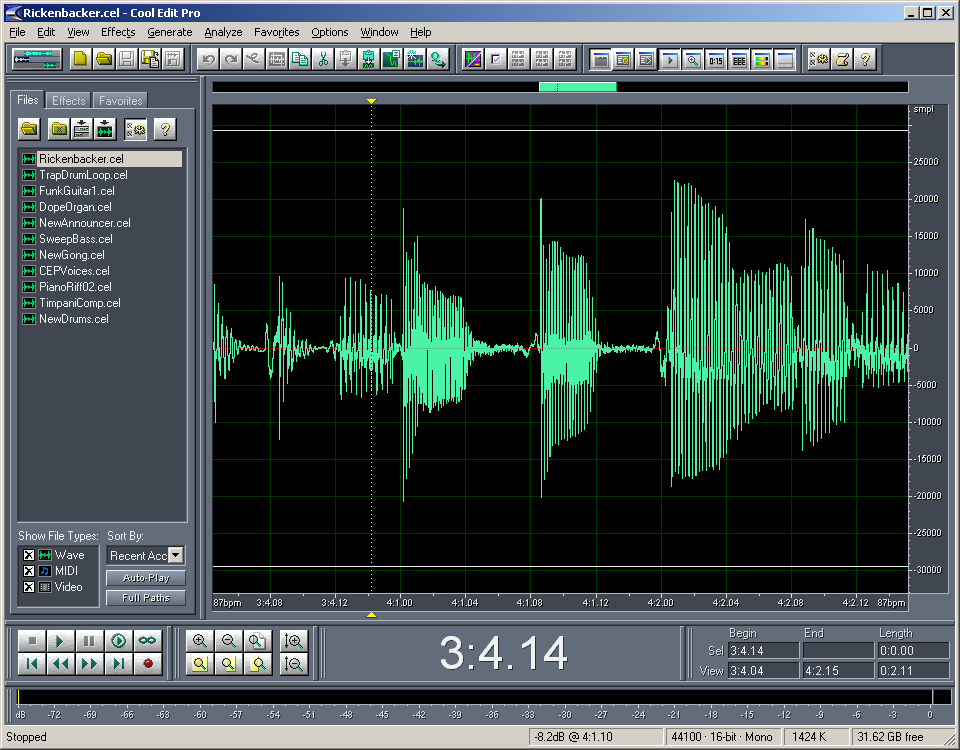 Rickenbacker.cel - Cool Edit Pro
File Edit View Effects Generate Analyze Favorites Options Window Help
0:15
Files Effects Favorites
smpl
Rickenbacker.cel
TrapDrumLoop.cel
FunkGuitar1.cel
DopeOrgan.cel
NewAnnouncer.cel
SweepBass.cel
NewGong.cel
CEPVoices.cel
PianoRiff02.cel
TimpaniComp.cel
NewDrums.cel
25000
20000
15000
10000
5000
0
-5000
-10000
-15000
-20000
-25000
-30000
Show File Types: Sort By:
Wave
MIDI
Video
Recent Acc
Auto-Play
Full Paths
87bpm 3:4.08 3:4.12 4:1.00 4:1.04 4:1.08 4:1.12 4:2.00 4:2.04 4:2.08 4:2.12 87bpm
3:4.14
Begin End Length
Sel 3:4.14 0:0.00
View 3:4.04 4:2.15 0:2.11
dB -72 -69 -66 -63 -60 -57 -54 -51 -48 -45 -42 -39 -36 -33 -30 -27 -24 -21 -18 -15 -12 -9 -6 -3 0
Stopped -8.2dB @ 4:1.10 44100 · 16-bit · Mono 1424 K 31.62 GB free